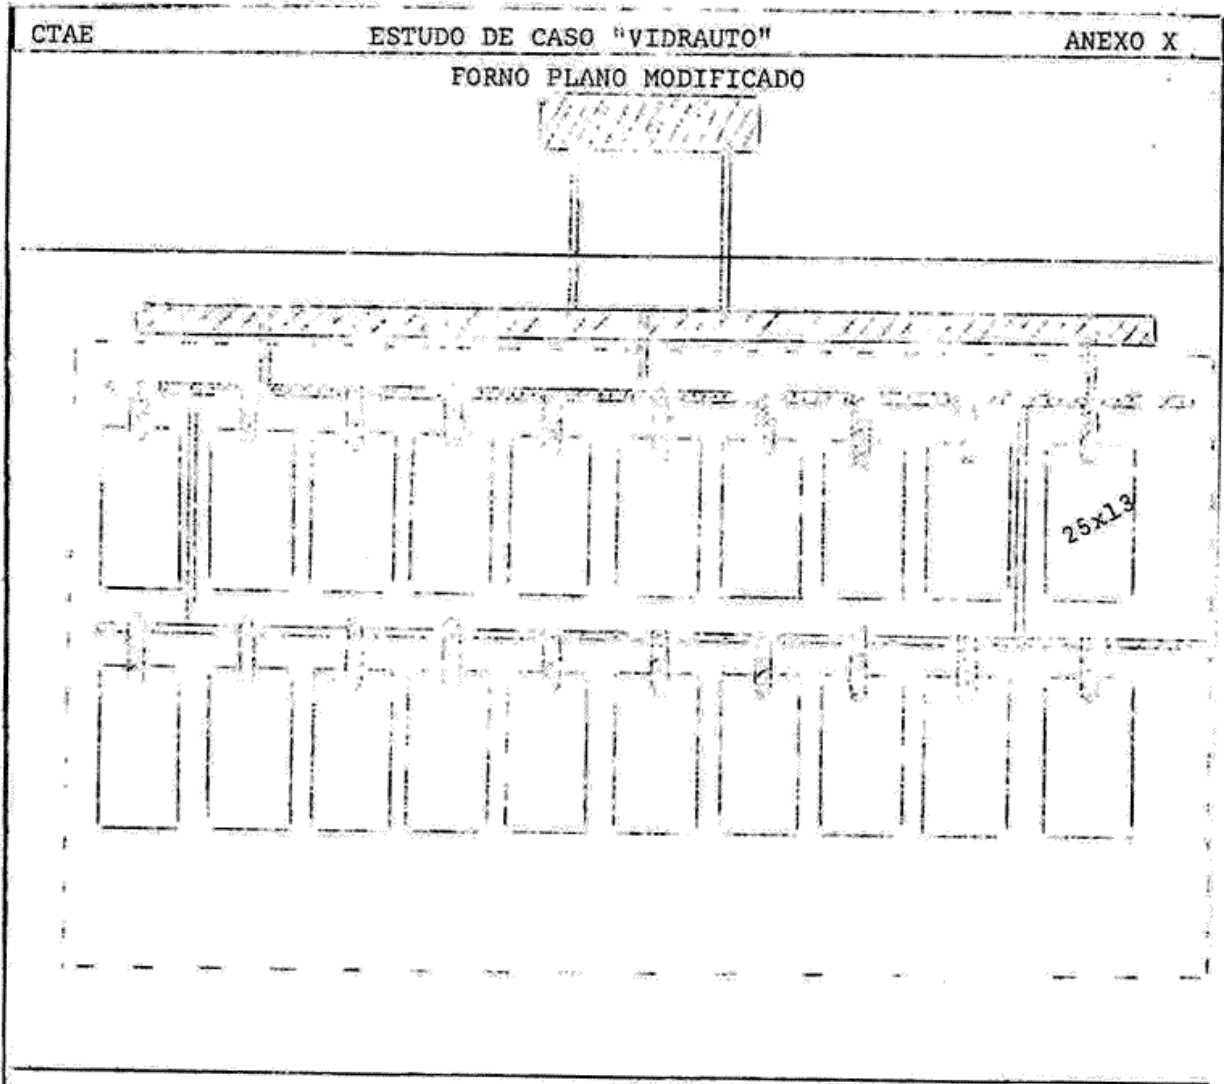 CTAE ESTUDO DE CASO "VIDRAUTO" ANEXO X
FORNO PLANO MODIFICADO
25x13